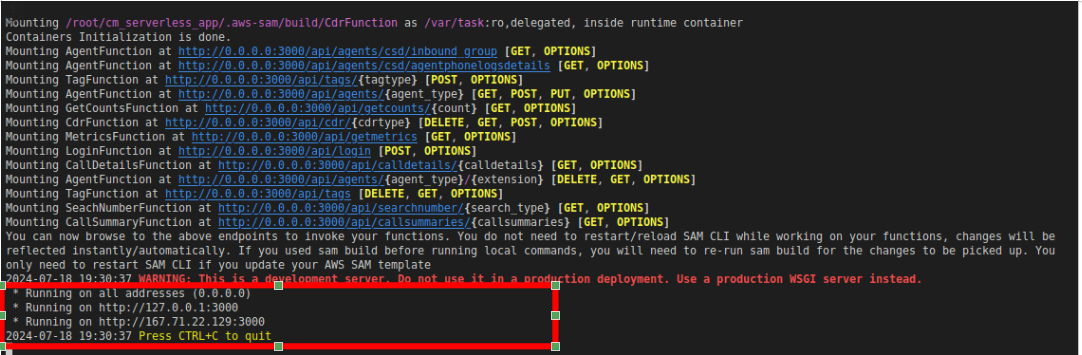 Mounting /root/cm_serverless_app/.aws-sam/build/CdrFunction as /var/task:ro,delegated, inside runtime container
Containers Initialization is done.
Mounting AgentFunction at http://0.0.0.0:3000/api/agents/csd/inbound_group [GET, OPTIONS]
Mounting AgentFunction at http://0.0.0.0:3000/api/agents/csd/agentphonelogsdetails [GET, OPTIONS]
Mounting TagFunction at http://0.0.0.0:3000/api/tags/{tagtype} [POST, OPTIONS]
Mounting AgentFunction at http://0.0.0.0:3000/api/agents/{agent_type} [GET, POST, PUT, OPTIONS]
Mounting GetCountsFunction at http://0.0.0.0:3000/api/getcounts/{count} [GET, OPTIONS]
Mounting CdrFunction at http://0.0.0.0:3000/api/cdr/{cdrtype} [DELETE, GET, POST, OPTIONS]
Mounting MetricsFunction at http://0.0.0.0:3000/api/getmetrics [GET, OPTIONS]
Mounting LoginFunction at http://0.0.0.0:3000/api/login [POST, OPTIONS]
Mounting CallDetailsFunction at http://0.0.0.0:3000/api/calldetails/{calldetails} [GET, OPTIONS]
Mounting AgentFunction at http://0.0.0.0:3000/api/agents/{agent_type}/{extension} [DELETE, GET, OPTIONS]
Mounting TagFunction at http://0.0.0.0:3000/api/tags [DELETE, GET, OPTIONS]
Mounting SeachNumberFunction at http://0.0.0.0:3000/api/searchnumber/{search_type} [GET, OPTIONS]
Mounting CallSummaryFunction at http://0.0.0.0:3000/api/callsummaries/{callsummaries} [GET, OPTIONS]
You can now browse to the above endpoints to invoke your functions. You do not need to restart/reload SAM CLI while working on your functions, changes will be
reflected instantly/automatically. If you used sam build before running local commands, you will need to re-run sam build for the changes to be picked up. You
only need to restart SAM CLI if you update your AWS SAM template
2024-07-18 19:30:37 WARNING: This is a development server. Do not use it in a production deployment. Use a production WSGI server instead.
* Running on all addresses (0.0.0.0)
* Running on http://127.0.0.1:3000
* Running on http://167.71.22.129:3000
2024-07-18 19:30:37 Press CTRL+C to quit